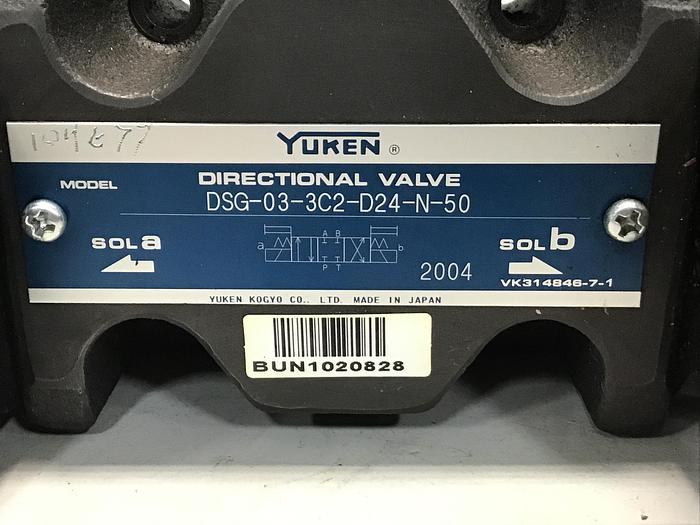 YUKEN ®
MODEL DIRECTIONAL VALVE
DSG-03-3C2-D24-N-50
SOL a
a A B b
P T
SOL b
2004
VK314846-7-1
YUKEN KOGYO CO., LTD. MADE IN JAPAN
BUN1020828